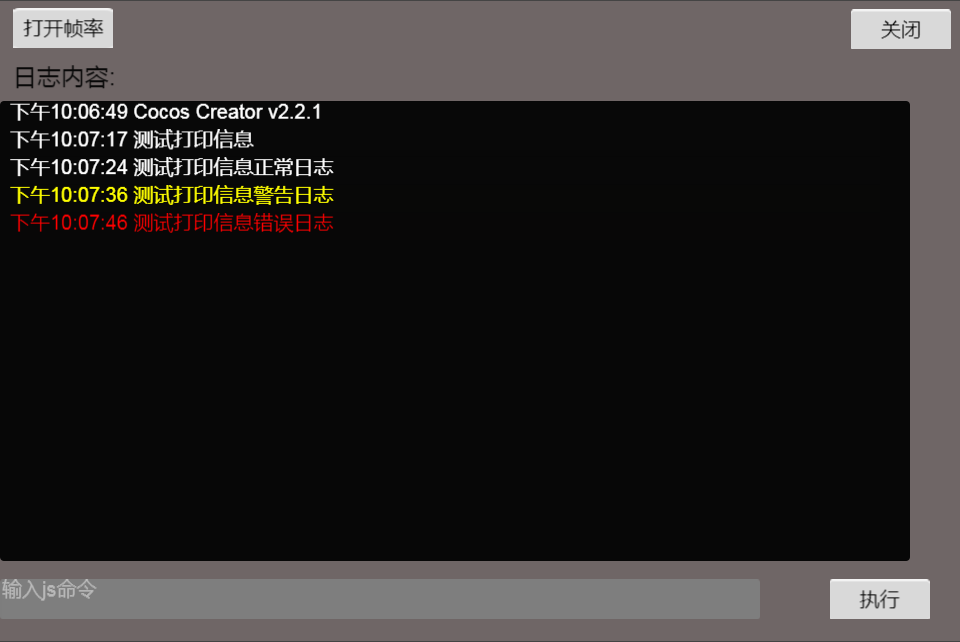 打开帧率
关闭
日志内容:
下午10:06:49 Cocos Creator v2.2.1
下午10:07:17 测试打印信息
下午10:07:24 测试打印信息正常日志
下午10:07:36 测试打印信息警告日志
下午10:07:46 测试打印信息错误日志
输入js命令
执行